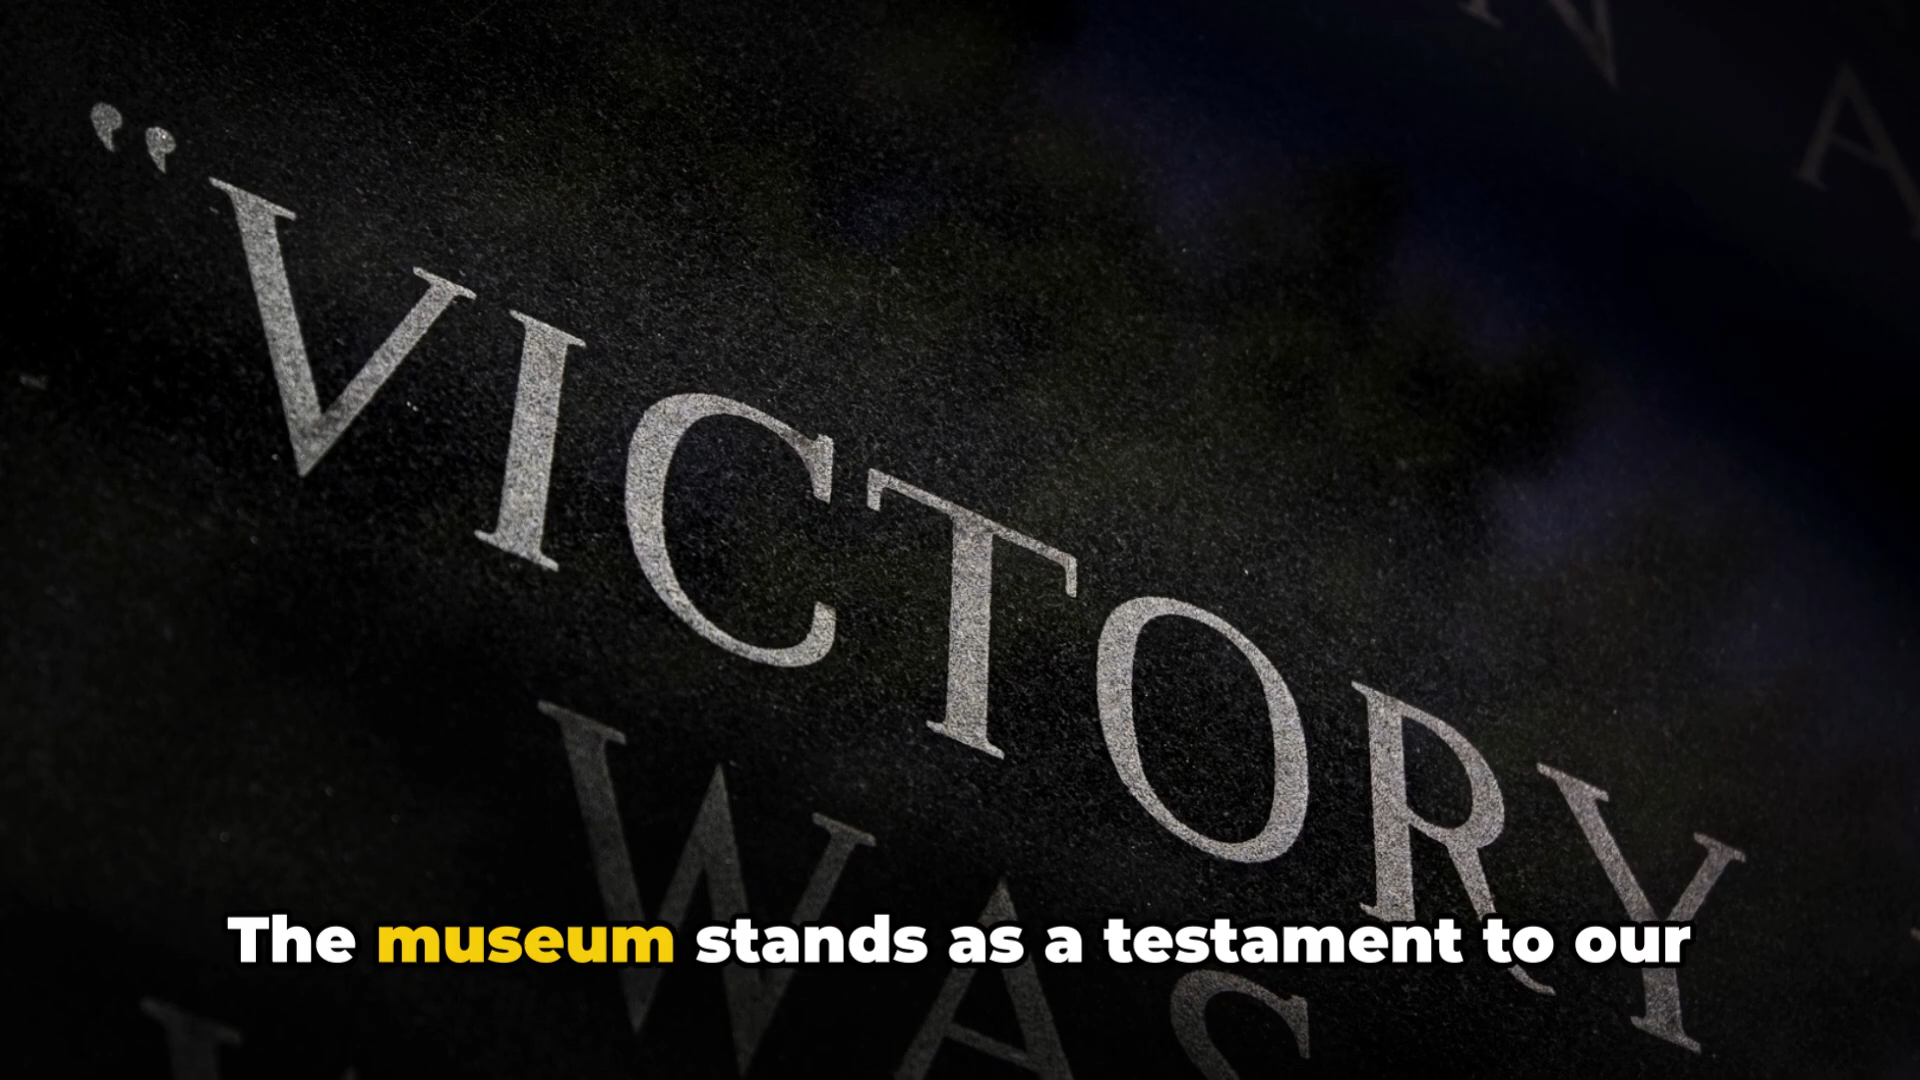 “VICTORY
WAS
The museum stands as a testament to our